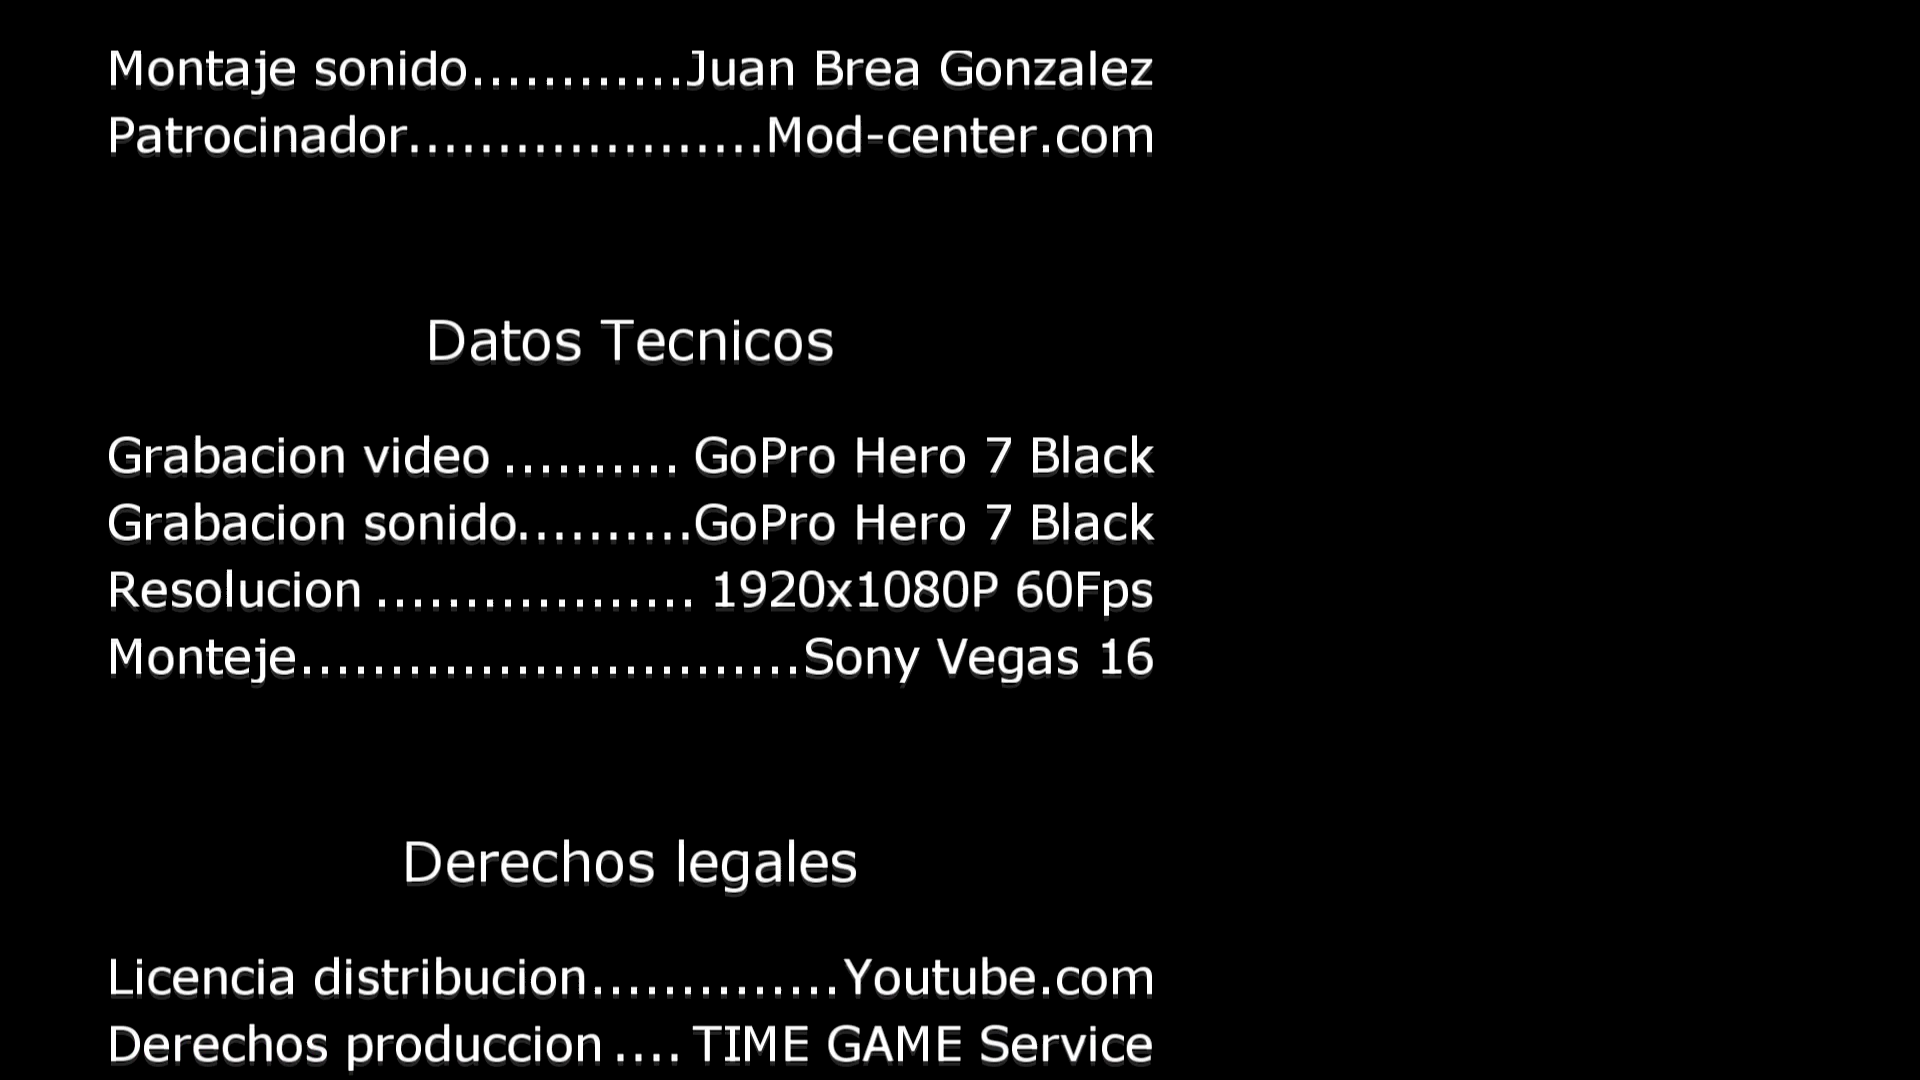 Montaje sonido............Juan Brea Gonzalez
Patrocinador....................Mod-center.com
Datos Tecnicos
Grabacion video .......... GoPro Hero 7 Black
Grabacion sonido..........GoPro Hero 7 Black
Resolucion .................. 1920x1080P 60Fps
Monteje............................Sony Vegas 16
Derechos legales
Licencia distribucion..............Youtube.com
Derechos produccion .... TIME GAME Service